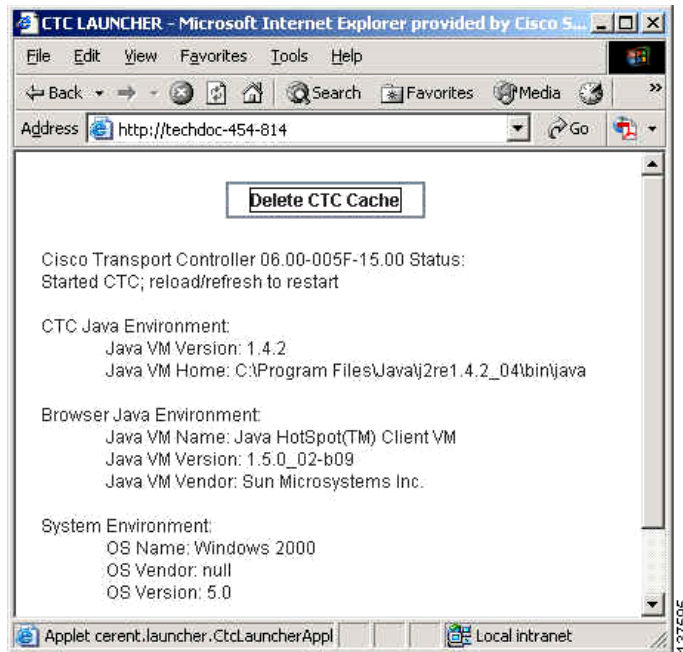 CTC LAUNCHER - Microsoft Internet Explorer provided by Cisco S...
File Edit View Favorites Tools Help
Back Search Favorites Media »
Address http://techdoc-454-814 Go
Delete CTC Cache
Cisco Transport Controller 06.00-005F-15.00 Status:
Started CTC; reload/refresh to restart
CTC Java Environment:
Java VM Version: 1.4.2
Java VM Home: C:\Program Files\Java\j2re1.4.2_04\bin\java
Browser Java Environment:
Java VM Name: Java HotSpot(TM) Client VM
Java VM Version: 1.5.0_02-b09
Java VM Vendor: Sun Microsystems Inc.
System Environment:
OS Name: Windows 2000
OS Vendor: null
OS Version: 5.0
Applet cerent.launcher.CtcLauncherAppl Local intranet